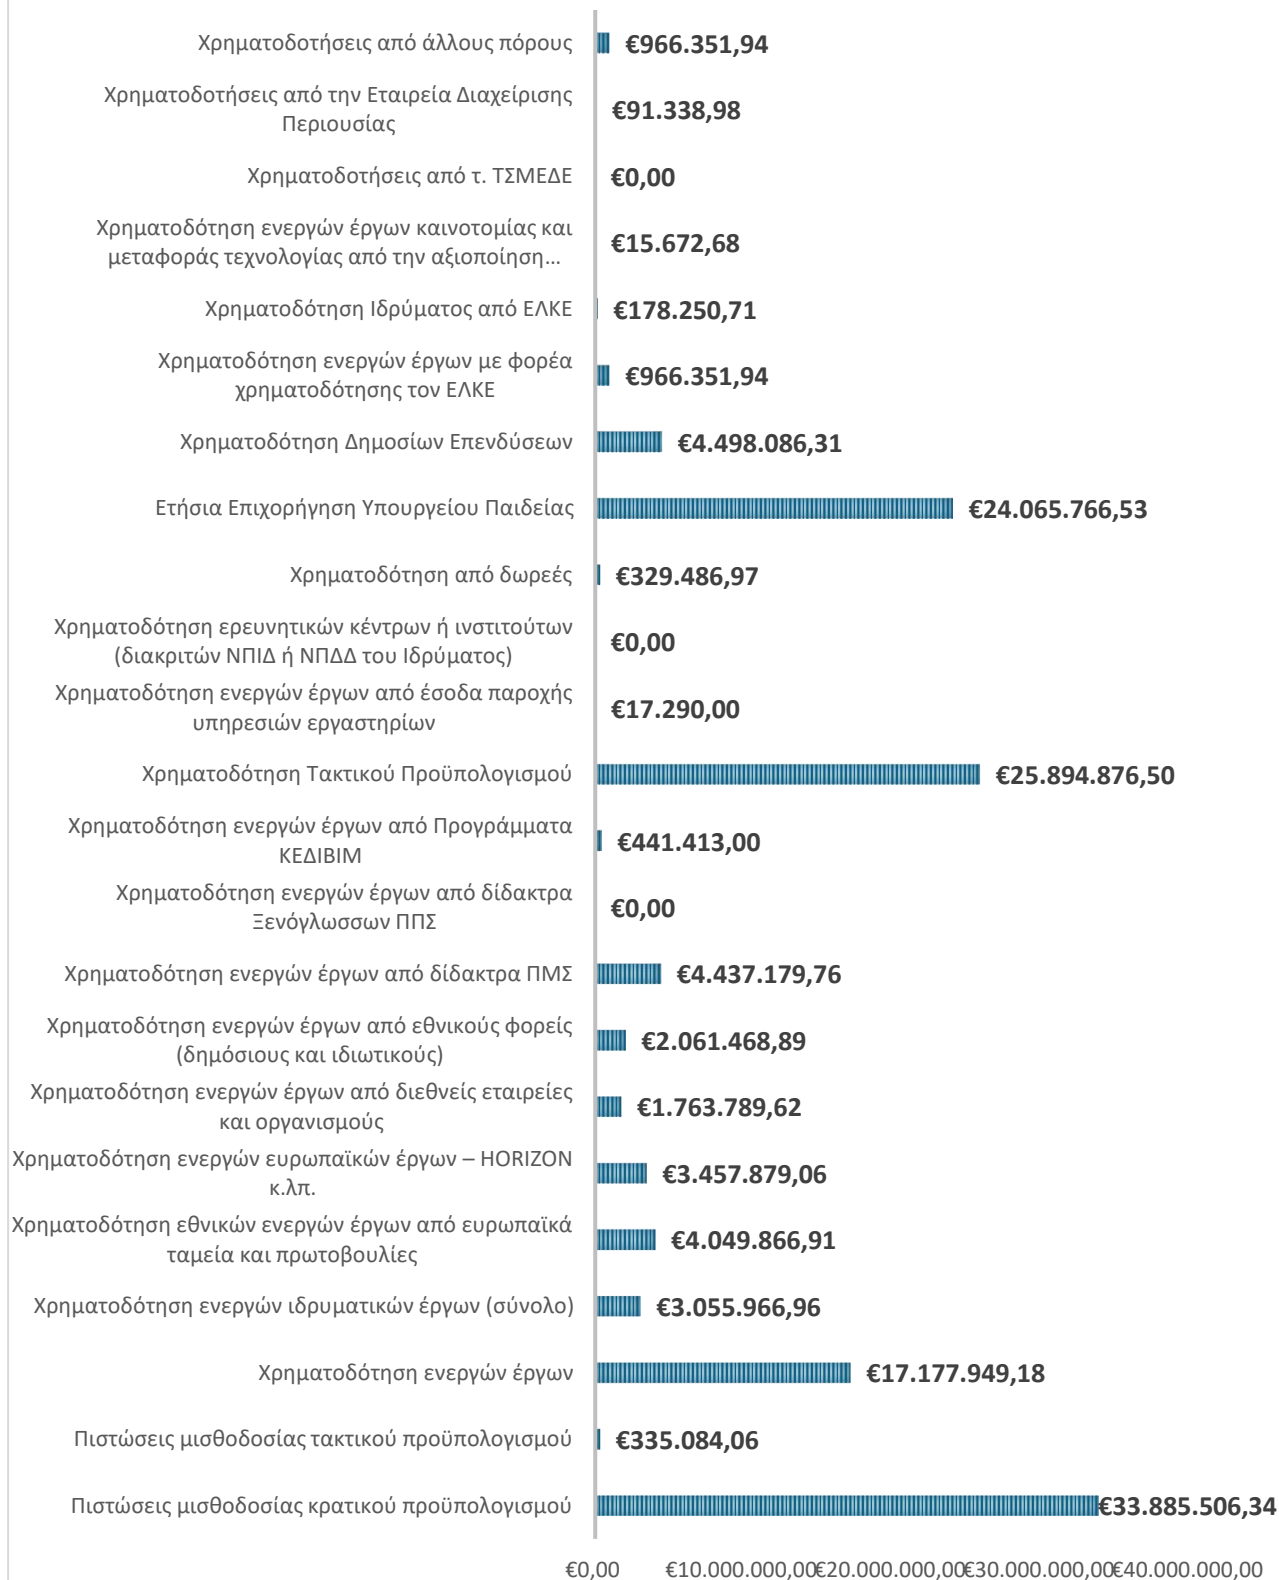 Χρηματοδοτήσεις από άλλους πόρους
€966.351,94
Χρηματοδοτήσεις από την Εταιρεία Διαχείρισης
Περιουσίας
€91.338,98
Χρηματοδοτήσεις από τ. ΤΣΜΕΔΕ
€0,00
Χρηματοδότηση ενεργών έργων καινοτομίας και
μεταφοράς τεχνολογίας από την αξιοποίηση...
€15.672,68
Χρηματοδότηση Ιδρύματος από ΕΛΚΕ
€178.250,71
Χρηματοδότηση ενεργών έργων με φορέα
χρηματοδότησης τον ΕΛΚΕ
€966.351,94
Χρηματοδότηση Δημοσίων Επενδύσεων
€4.498.086,31
Ετήσια Επιχορήγηση Υπουργείου Παιδείας
€24.065.766,53
Χρηματοδότηση από δωρεές
€329.486,97
Χρηματοδότηση ερευνητικών κέντρων ή ινστιτούτων
(διακριτών ΝΠΙΔ ή ΝΠΔΔ του Ιδρύματος)
€0,00
Χρηματοδότηση ενεργών έργων από έσοδα παροχής
υπηρεσιών εργαστηρίων
€17.290,00
Χρηματοδότηση Τακτικού Προϋπολογισμού
€25.894.876,50
Χρηματοδότηση ενεργών έργων από Προγράμματα
ΚΕΔΙΒΙΜ
€441.413,00
Χρηματοδότηση ενεργών έργων από δίδακτρα
Ξενόγλωσσων ΠΠΣ
€0,00
Χρηματοδότηση ενεργών έργων από δίδακτρα ΠΜΣ
€4.437.179,76
Χρηματοδότηση ενεργών έργων από εθνικούς φορείς
(δημόσιους και ιδιωτικούς)
€2.061.468,89
Χρηματοδότηση ενεργών έργων από διεθνείς εταιρείες
και οργανισμούς
€1.763.789,62
Χρηματοδότηση ενεργών ευρωπαϊκών έργων – HORIZON
κ.λπ.
€3.457.879,06
Χρηματοδότηση εθνικών ενεργών έργων από ευρωπαϊκά
ταμεία και πρωτοβουλίες
€4.049.866,91
Χρηματοδότηση ενεργών ιδρυματικών έργων (σύνολο)
€3.055.966,96
Χρηματοδότηση ενεργών έργων
€17.177.949,18
Πιστώσεις μισθοδοσίας τακτικού προϋπολογισμού
€335.084,06
Πιστώσεις μισθοδοσίας κρατικού προϋπολογισμού
€33.885.506,34
€0,00 €10.000.000,00 €20.000.000,00 €30.000.000,00 €40.000.000,00